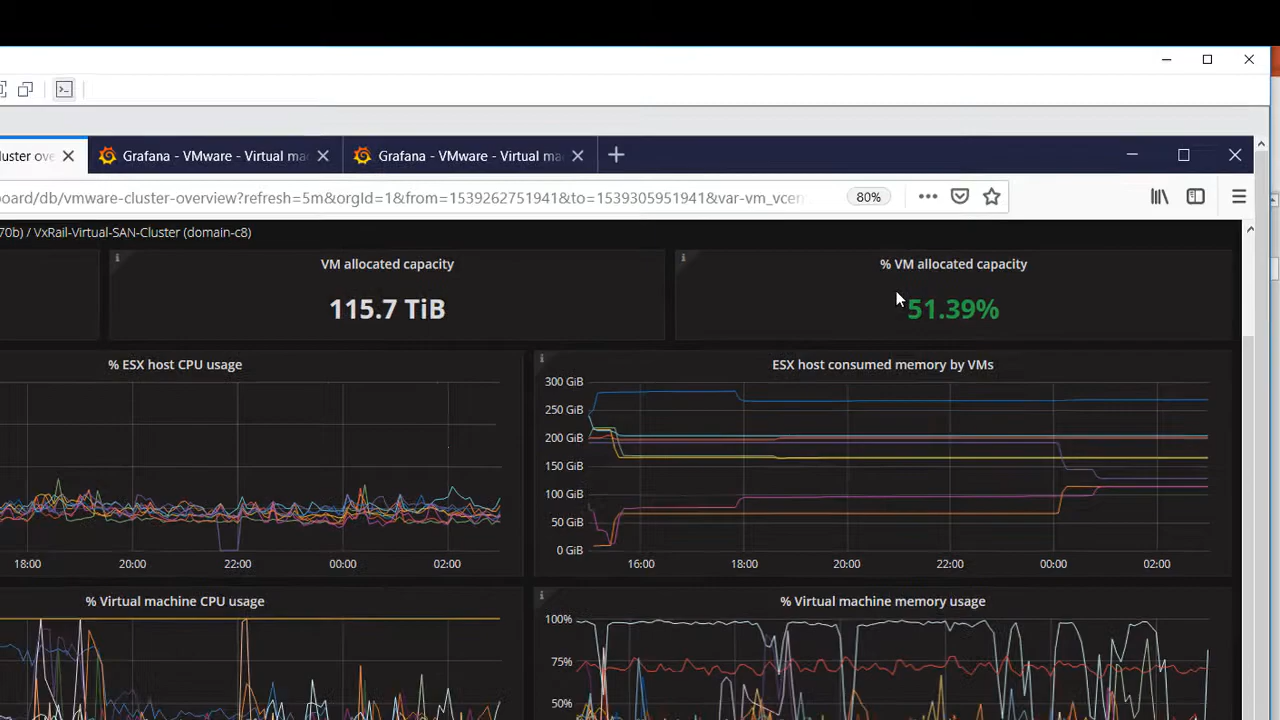 cluster ove
Grafana - VMware - Virtual ma
Grafana - VMware - Virtual ma
oard/db/vmware-cluster-overview?refresh=5m&orgId=1&from=1539262751941&to=1539305951941&var-vm_vcen
80%
70b) / VxRail-Virtual-SAN-Cluster (domain-c8)
VM allocated capacity
115.7 TiB
% VM allocated capacity
51.39%
% ESX host CPU usage
18:00 20:00 22:00 00:00 02:00
ESX host consumed memory by VMs
300 GiB
250 GiB
200 GiB
150 GiB
100 GiB
50 GiB
0 GiB
16:00 18:00 20:00 22:00 00:00 02:00
% Virtual machine CPU usage
% Virtual machine memory usage
100%
75%
50%